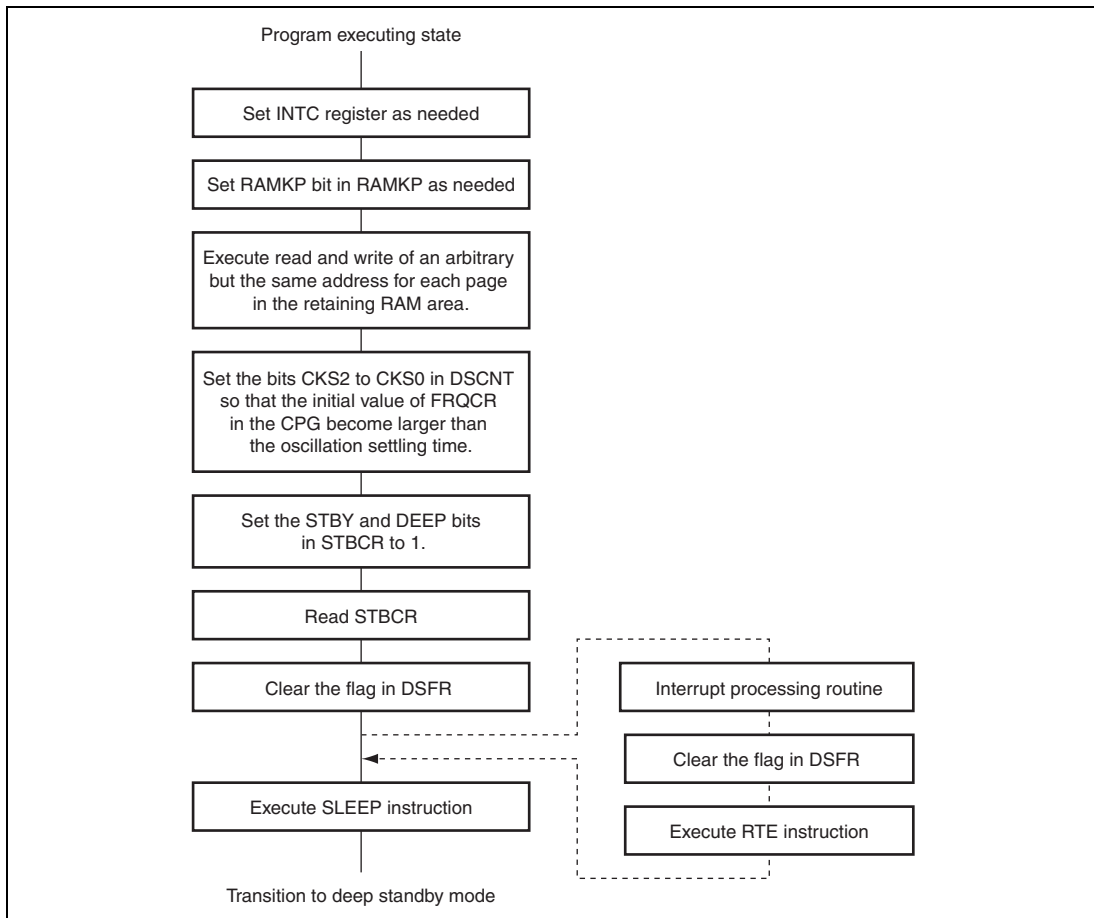 Program executing state
Set INTC register as needed
Set RAMKP bit in RAMKP as needed
Execute read and write of an arbitrary
but the same address for each page
in the retaining RAM area.
Set the bits CKS2 to CKS0 in DSCNT
so that the initial value of FRQCR
in the CPG become larger than
the oscillation settling time.
Set the STBY and DEEP bits
in STBCR to 1.
Read STBCR
Clear the flag in DSFR
Interrupt processing routine
Clear the flag in DSFR
Execute RTE instruction
Execute SLEEP instruction
Transition to deep standby mode